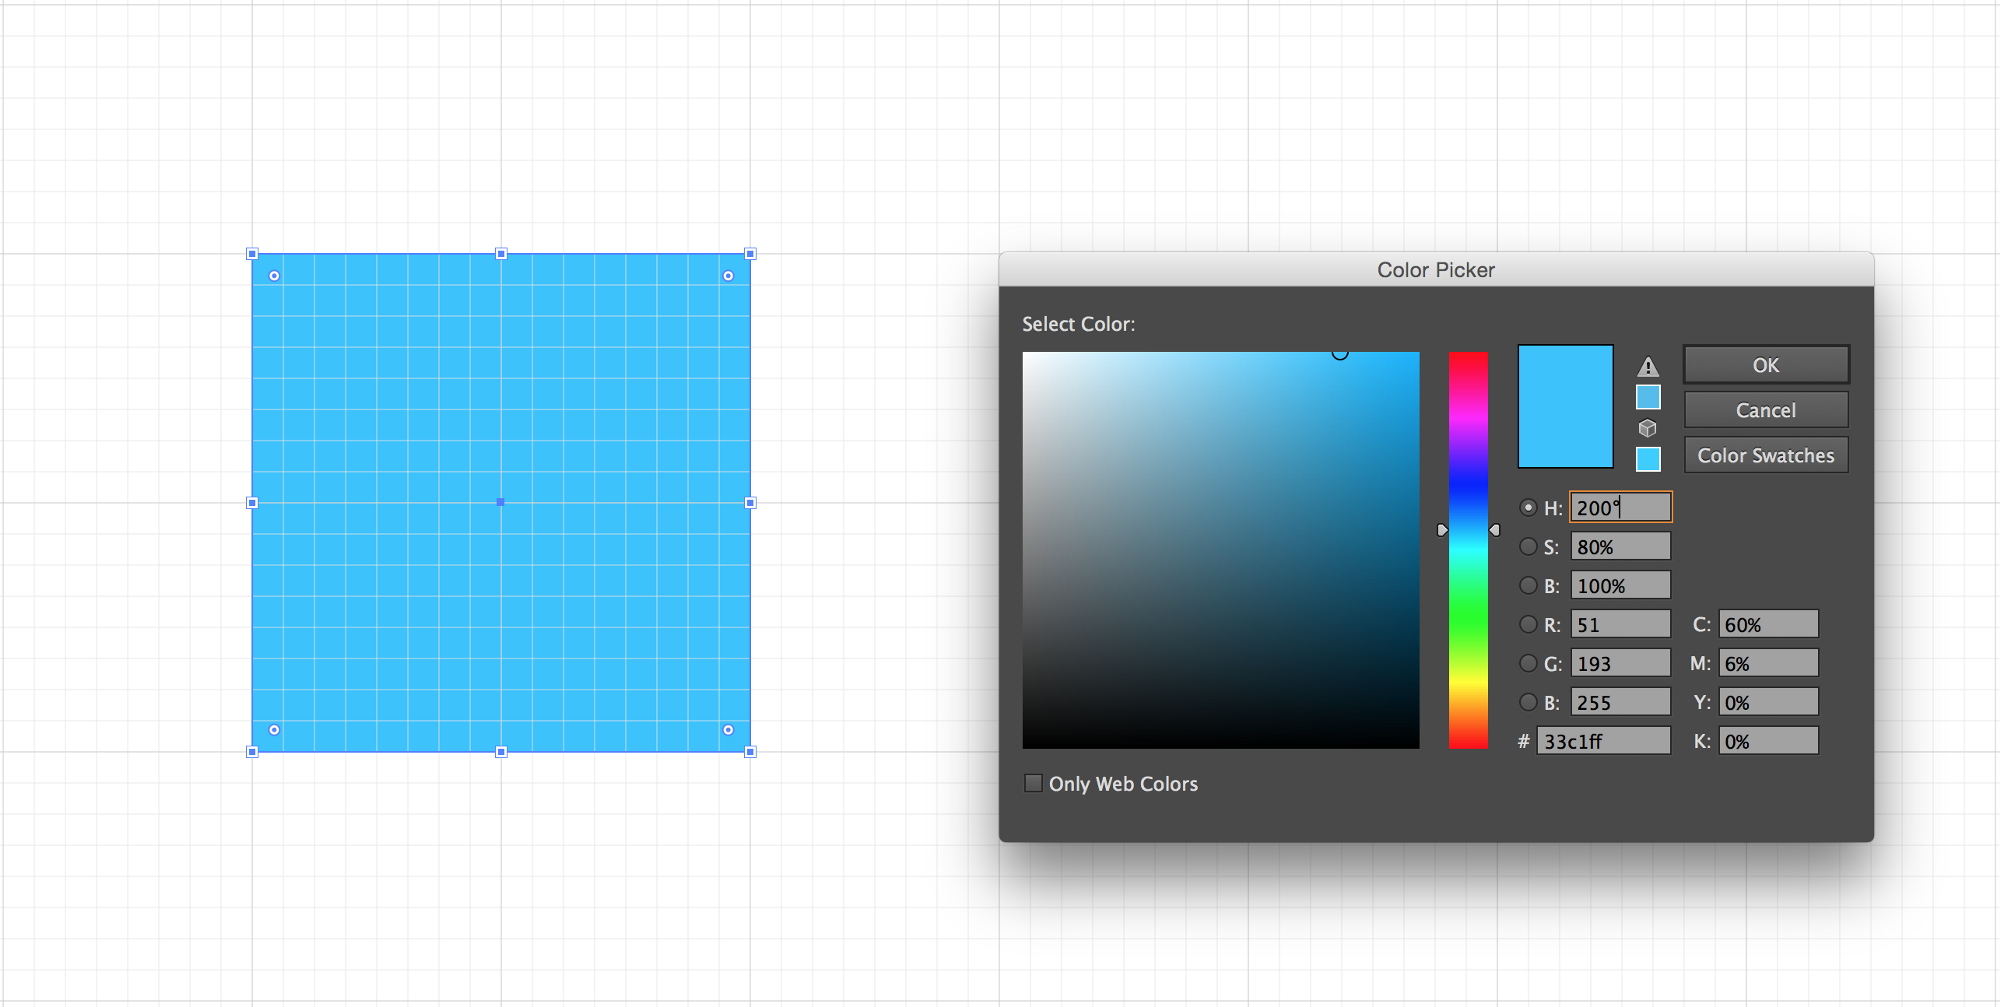 Color Picker
Select Color:
OK
Cancel
Color Swatches
H: 200°
S: 80%
B: 100%
R: 51
C: 60%
G: 193
M: 6%
B: 255
Y: 0%
# 33c1ff
K: 0%
Only Web Colors